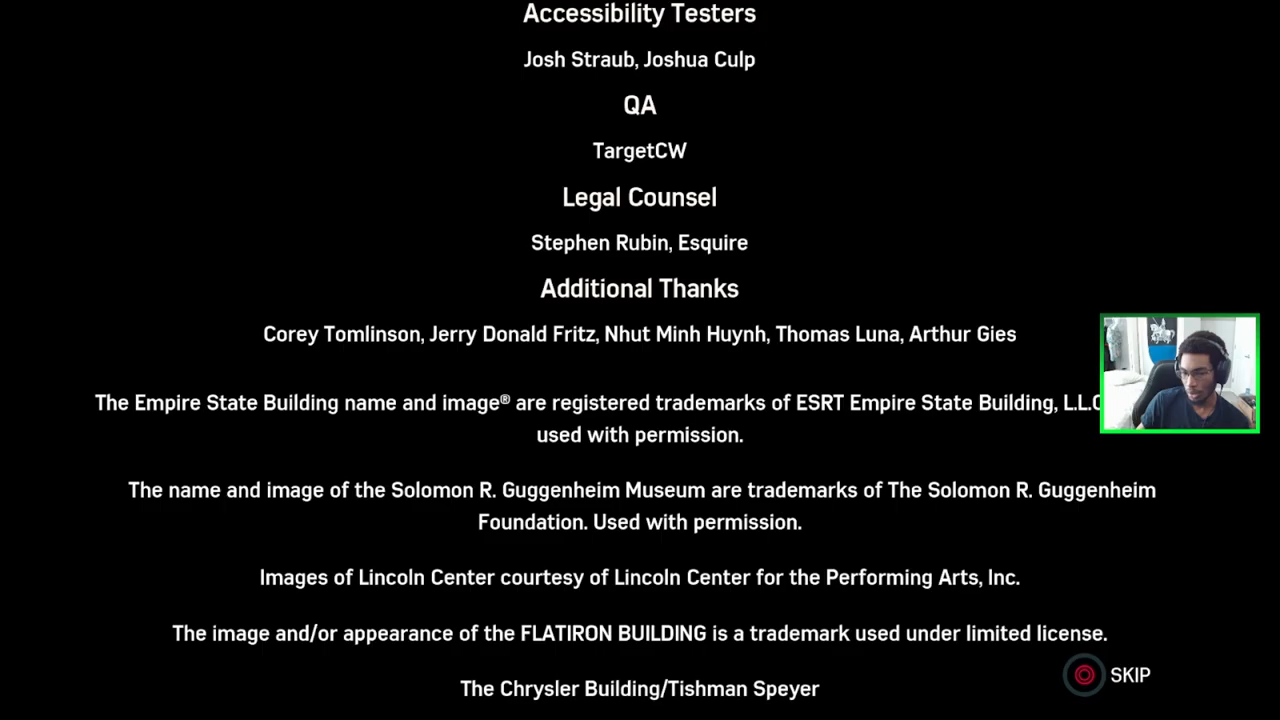 Accessibility Testers
Josh Straub, Joshua Culp
QA
TargetCW
Legal Counsel
Stephen Rubin, Esquire
Additional Thanks
Corey Tomlinson, Jerry Donald Fritz, Nhut Minh Huynh, Thomas Luna, Arthur Gies
The Empire State Building name and image® are registered trademarks of ESRT Empire State Building, L.L.C
used with permission.
The name and image of the Solomon R. Guggenheim Museum are trademarks of The Solomon R. Guggenheim
Foundation. Used with permission.
Images of Lincoln Center courtesy of Lincoln Center for the Performing Arts, Inc.
The image and/or appearance of the FLATIRON BUILDING is a trademark used under limited license.
SKIP
The Chrysler Building/Tishman Speyer